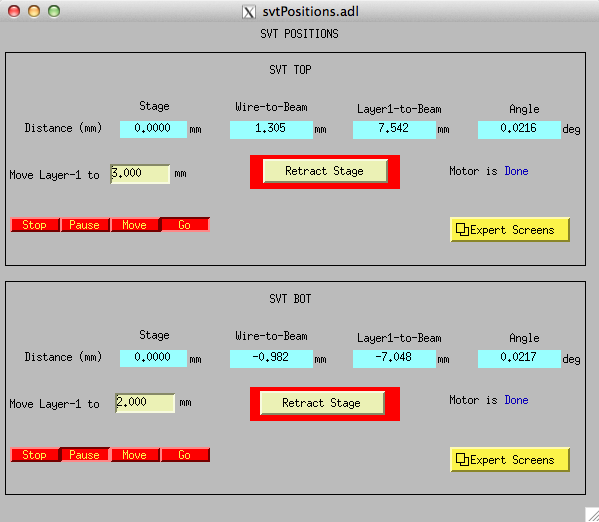 svtPositions.adl
SVT POSITIONS
SVT TOP
Stage Wire-to-Beam Layer1-to-Beam Angle
Distance (mm) 0.0000 mm 1.305 mm 7.542 mm 0.0216 deg
Move Layer-1 to 3.000 mm Retract Stage Motor is Done
Stop Pause Move Go Expert Screens
SVT BOT
Stage Wire-to-Beam Layer1-to-Beam Angle
Distance (mm) 0.0000 mm -0.982 mm -7.048 mm 0.0217 deg
Move Layer-1 to 2.000 mm Retract Stage Motor is Done
Stop Pause Move Go Expert Screens